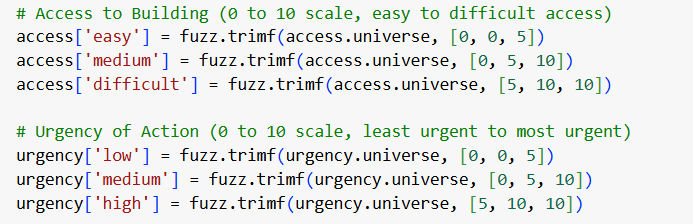 # Access to Building (0 to 10 scale, easy to difficult access)
access['easy'] = fuzz.trimf(access.universe, [0, 0, 5])
access['medium'] = fuzz.trimf(access.universe, [0, 5, 10])
access['difficult'] = fuzz.trimf(access.universe, [5, 10, 10])
# Urgency of Action (0 to 10 scale, least urgent to most urgent)
urgency['low'] = fuzz.trimf(urgency.universe, [0, 0, 5])
urgency['medium'] = fuzz.trimf(urgency.universe, [0, 5, 10])
urgency['high'] = fuzz.trimf(urgency.universe, [5, 10, 10])